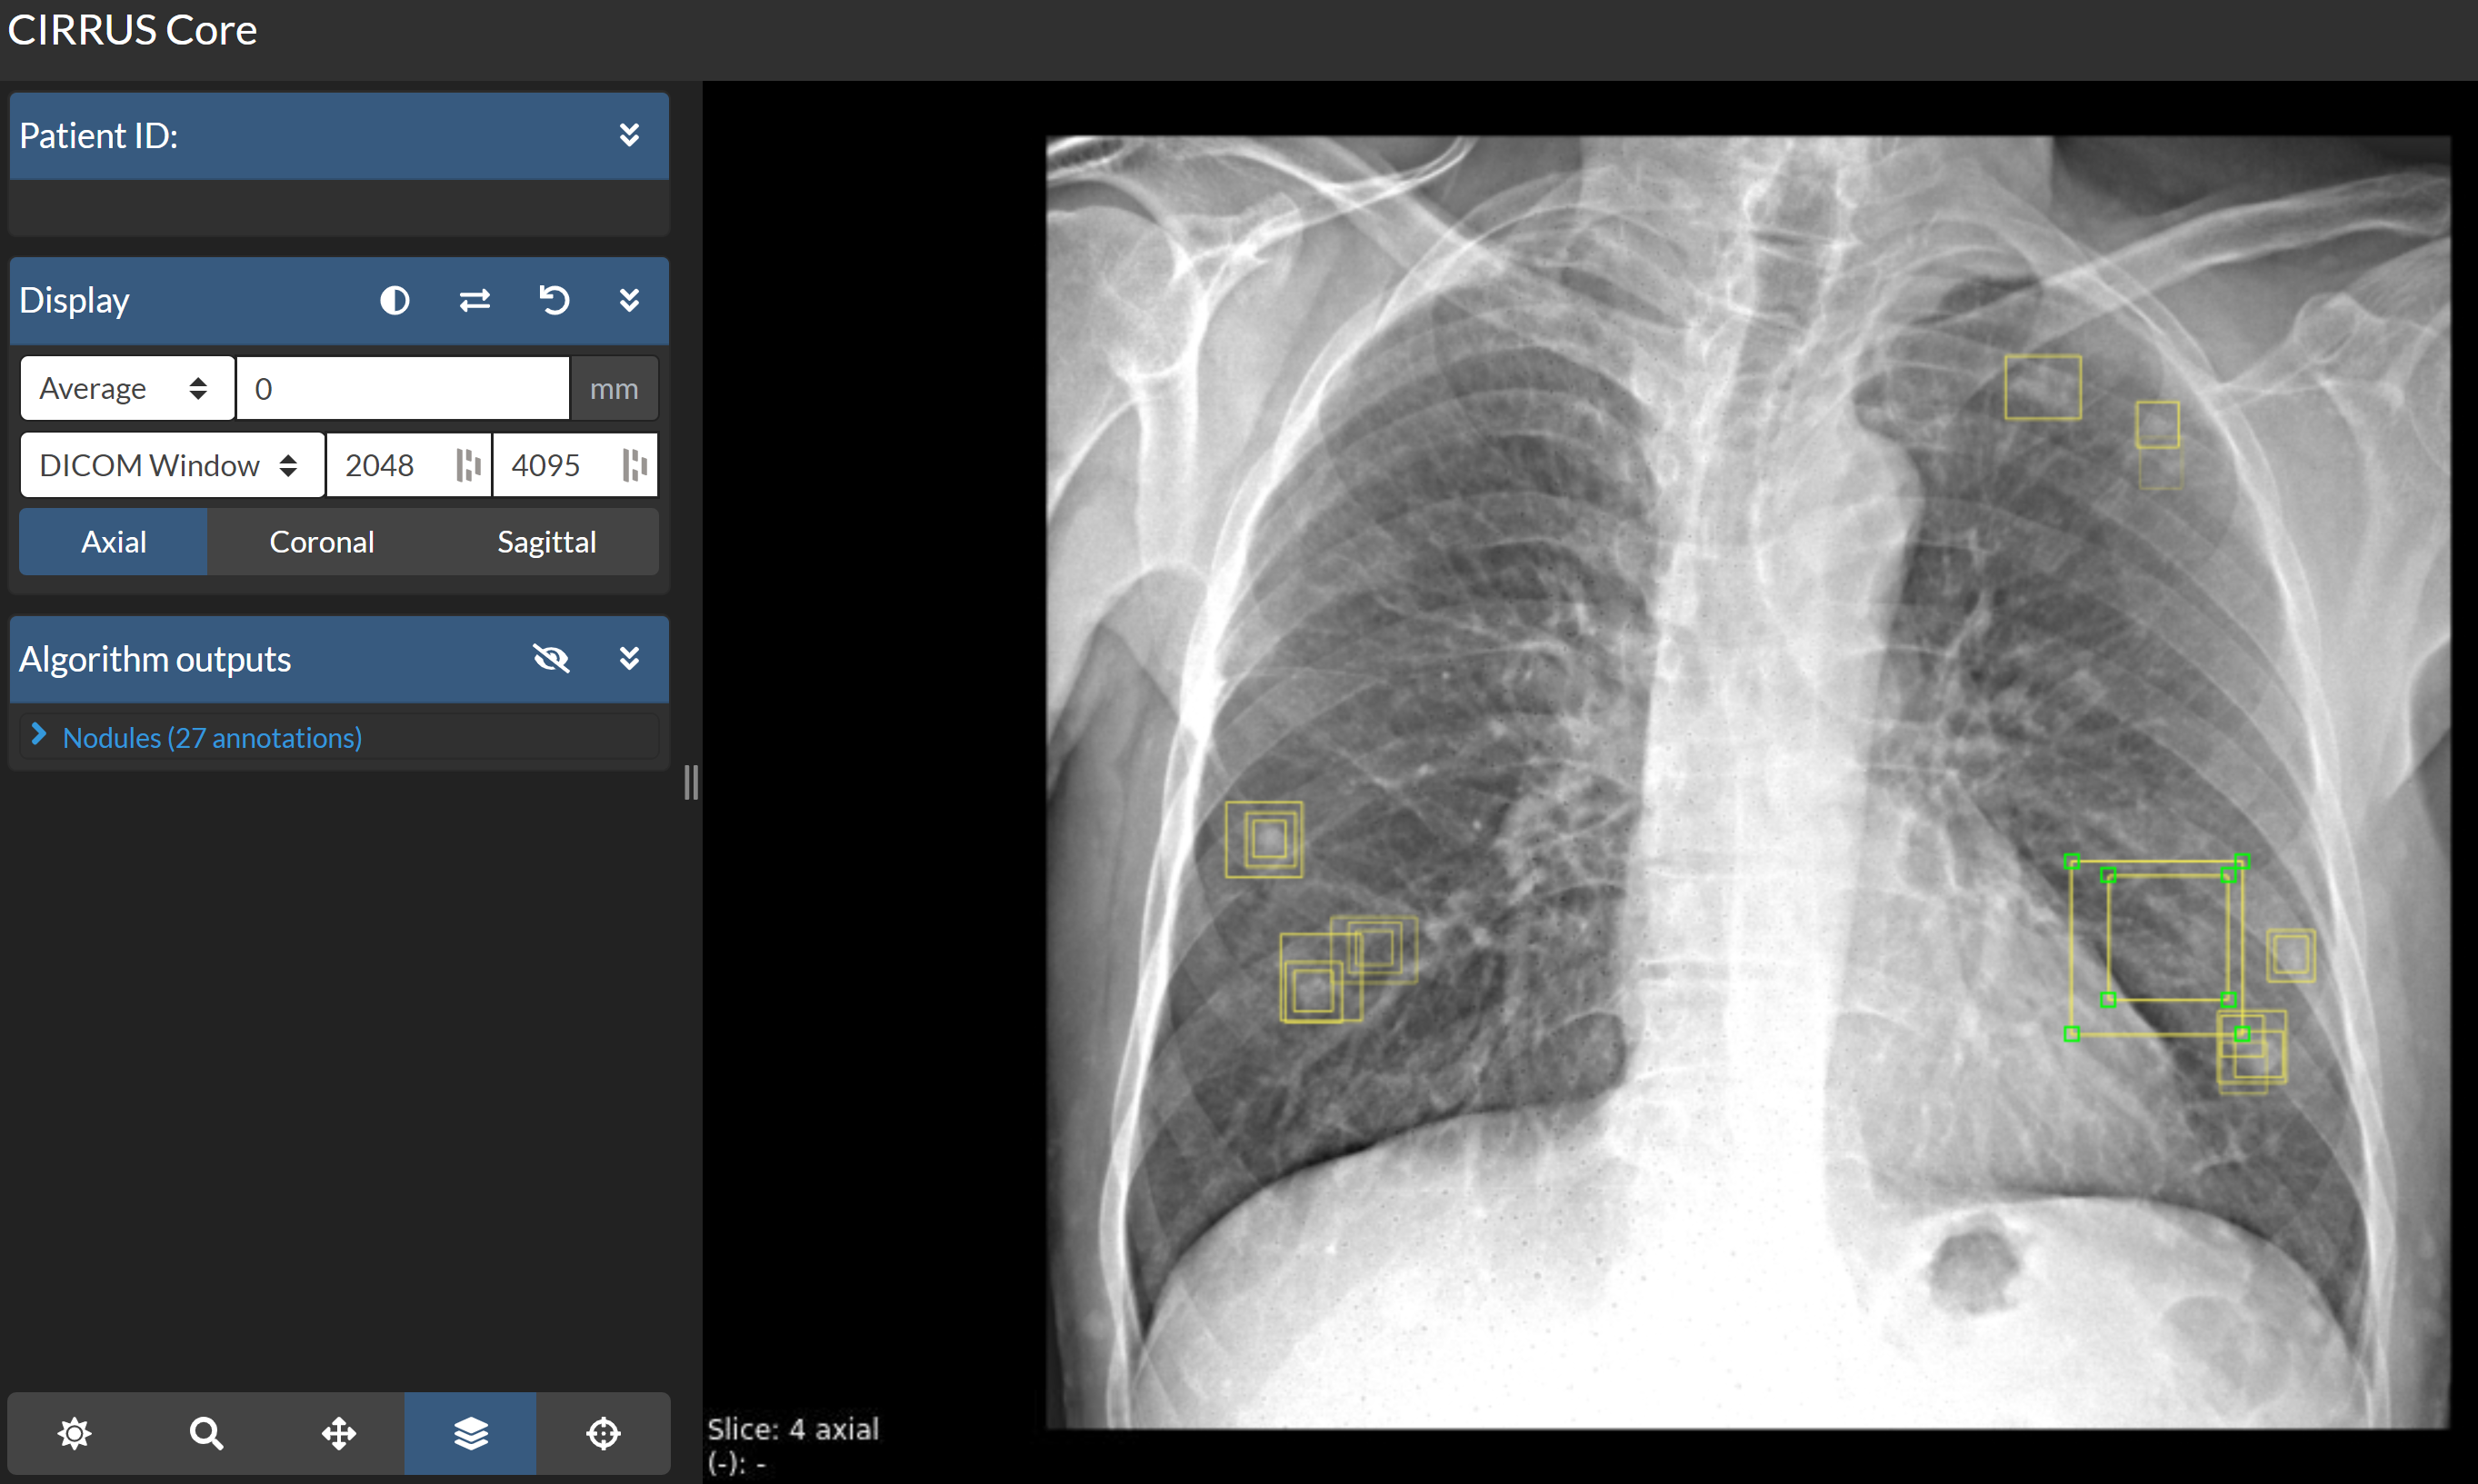 CIRRUS Core
Patient ID:
Display
Average 0 mm
DICOM Window 2048 4095
Axial Coronal Sagittal
Algorithm outputs
Nodules (27 annotations)
Slice: 4 axial
(-): -